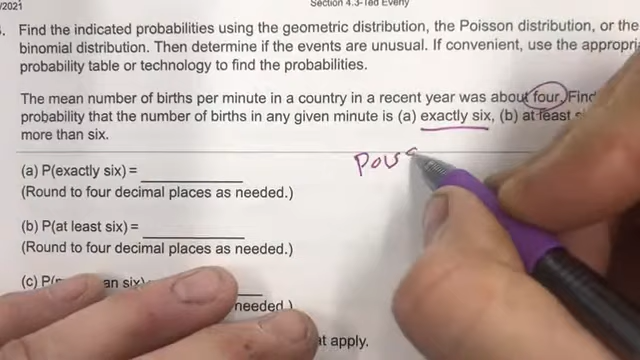 /2021
Section 4.3-Ted Everly
Find the indicated probabilities using the geometric distribution, the Poisson distribution, or the
binomial distribution. Then determine if the events are unusual. If convenient, use the appropri
probability table or technology to find the probabilities.
The mean number of births per minute in a country in a recent year was about four. Find
probability that the number of births in any given minute is (a) exactly six, (b) at least
more than six.
(a) P(exactly six) =
(Round to four decimal places as needed.)
(b) P(at least six) =
(Round to four decimal places as needed.)
(c) P( an six)
needed.)
at apply.